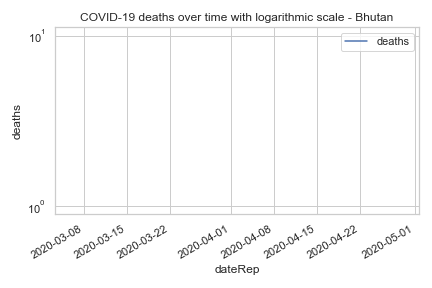 COVID-19 deaths over time with logarithmic scale - Bhutan
deaths
10¹
deaths
10⁰
2020-03-08 2020-03-15 2020-03-22 2020-04-01 2020-04-08 2020-04-15 2020-04-22 2020-05-01
dateRep